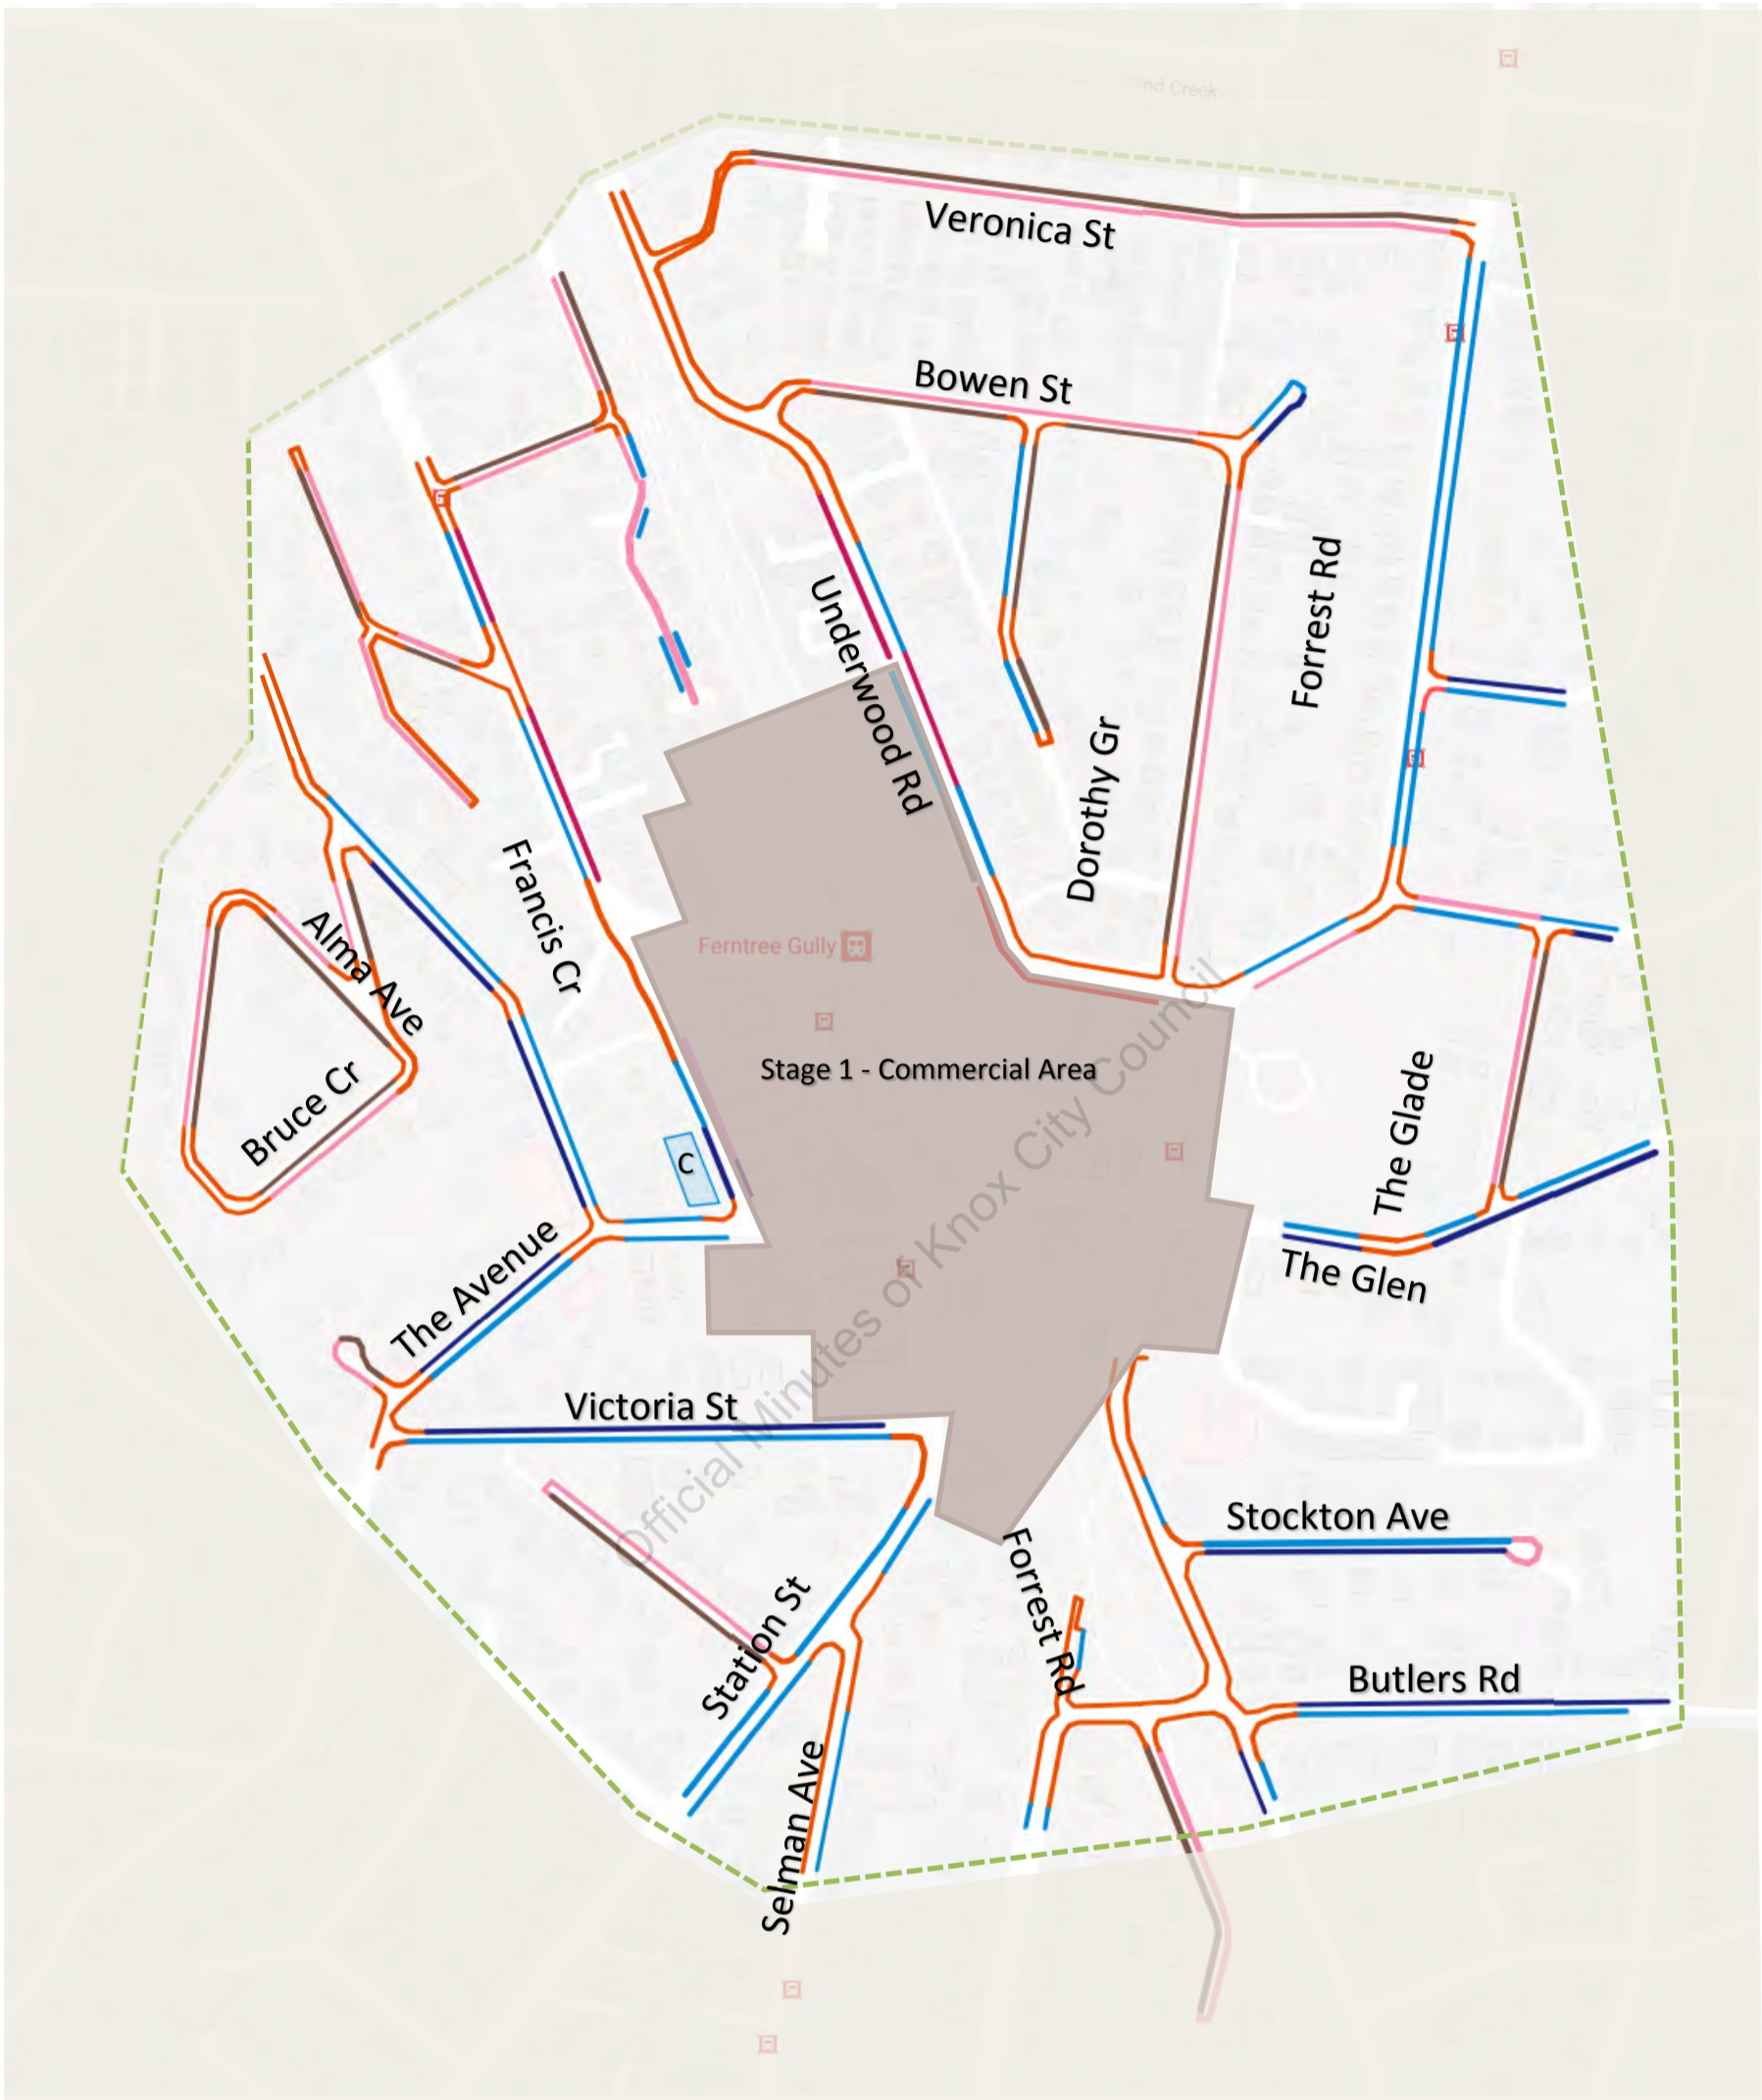 nd Creek
Veronica St
Bowen St
Forrest Rd
Underwood Rd
Dorothy Gr
Francis Cr
Alma Ave
Ferntree Gully
Stage 1 - Commercial Area
Bruce Cr
The Glade
C
The Avenue
The Glen
Victoria St
Official Minutes of Knox City Council
Stockton Ave
Forrest Rd
Station St
Butlers Rd
Selman Ave